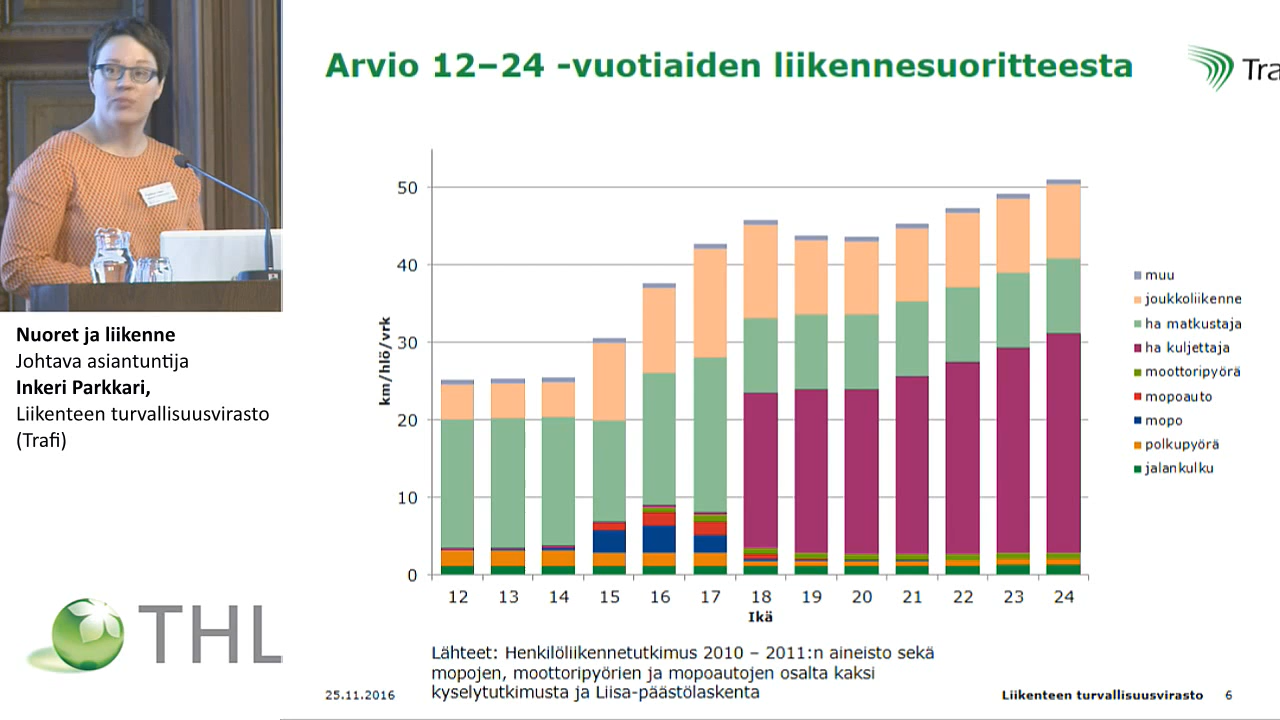 Arvio 12–24 -vuotiaiden liikennesuoritteesta
Tra
50
40
30
20
10
0
km/hlö/vrk
12 13 14 15 16 17 18 19 20 21 22 23 24
Ikä
muu
joukkoliikenne
ha matkustaja
ha kuljettaja
moottoripyörä
mopoauto
mopo
polkupyörä
jalankulku
Nuoret ja liikenne
Johtava asiantuntija
Inkeri Parkkari,
Liikenteen turvallisuusvirasto
(Trafi)
THL
Lähteet: Henkilöliikennetutkimus 2010 – 2011:n aineisto sekä
mopojen, moottoripyörien ja mopoautojen osalta kaksi
kyselytutkimusta ja Liisa-päästölaskenta
25.11.2016
Liikenteen turvallisuusvirasto 6